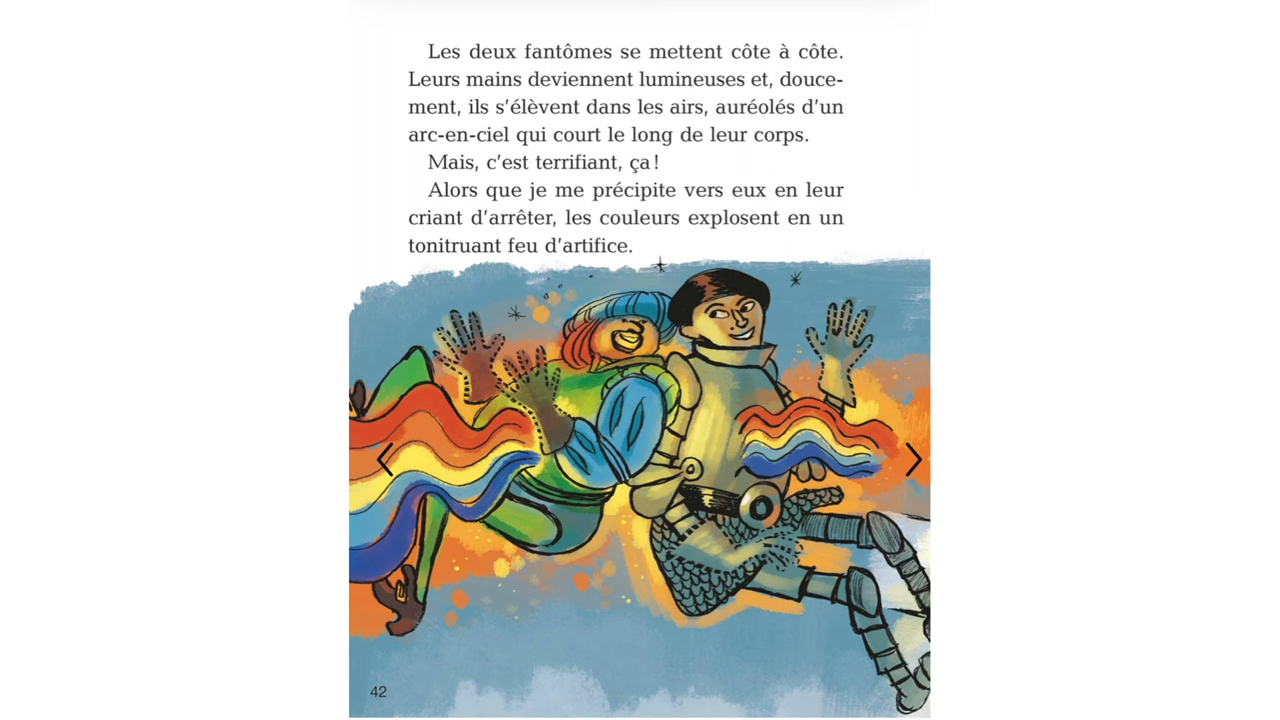 Les deux fantômes se mettent côte à côte.
Leurs mains deviennent lumineuses et, douce-
ment, ils s’élèvent dans les airs, auréolés d’un
arc-en-ciel qui court le long de leur corps.
Mais, c’est terrifiant, ça !
Alors que je me précipite vers eux en leur
criant d’arrêter, les couleurs explosent en un
tonitruant feu d’artifice.
42